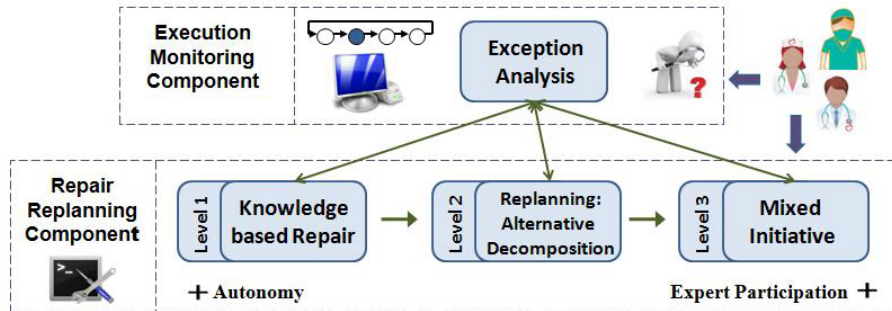 Execution
Monitoring
Component
Exception
Analysis
?
Repair
Replanning
Component
>_
Level 1
Knowledge
based Repair
Level 2
Replanning:
Alternative
Decomposition
Level 3
Mixed
Initiative
+ Autonomy
Expert Participation +